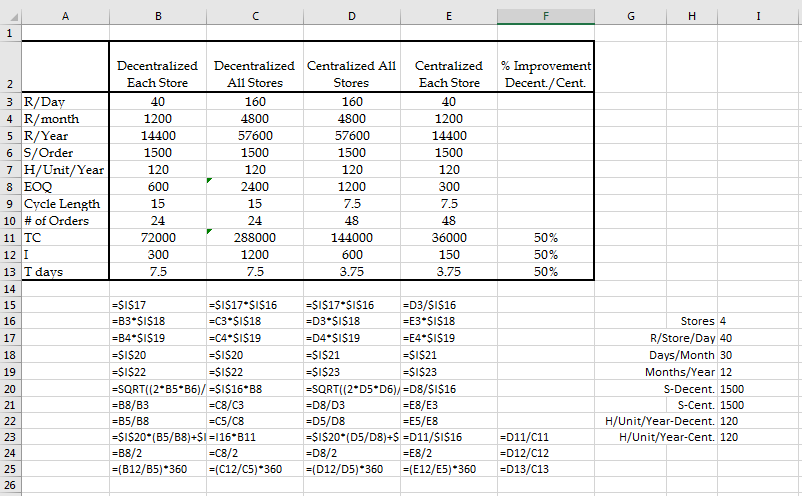 A B C D E F G H I
1
Decentralized Decentralized Centralized All Centralized % Improvement
2 Each Store All Stores Stores Each Store Decent./Cent.
3 R/Day 40 160 160 40
4 R/month 1200 4800 4800 1200
5 R/Year 14400 57600 57600 14400
6 S/Order 1500 1500 1500 1500
7 H/Unit/Year 120 120 120 120
8 EOQ 600 2400 1200 300
9 Cycle Length 15 15 7.5 7.5
10 # of Orders 24 24 48 48
11 TC 72000 288000 144000 36000 50%
12 I 300 1200 600 150 50%
13 T days 7.5 7.5 3.75 3.75 50%
14
15 =$I$17 =$I$17*$I$16 =$I$17*$I$16 =D3/$I$16
16 =B3*$I$18 =C3*$I$18 =D3*$I$18 =E3*$I$18 Stores 4
17 =B4*$I$19 =C4*$I$19 =D4*$I$19 =E4*$I$19 R/Store/Day 40
18 =$I$20 =$I$20 =$I$21 =$I$21 Days/Month 30
19 =$I$22 =$I$22 =$I$23 =$I$23 Months/Year 12
20 =SQRT((2*B5*B6)/ =$I$16*B8 =SQRT((2*D5*D6)/ =D8/$I$16 S-Decent. 1500
21 =B8/B3 =C8/C3 =D8/D3 =E8/E3 S-Cent. 1500
22 =B5/B8 =C5/C8 =D5/D8 =E5/E8 H/Unit/Year-Decent. 120
23 =$I$20*(B5/B8)+$I =I16*B11 =$I$20*(D5/D8)+$ =D11/$I$16 =D11/C11 H/Unit/Year-Cent. 120
24 =B8/2 =C8/2 =D8/2 =E8/2 =D12/C12
25 =(B12/B5)*360 =(C12/C5)*360 =(D12/D5)*360 =(E12/E5)*360 =D13/C13
26